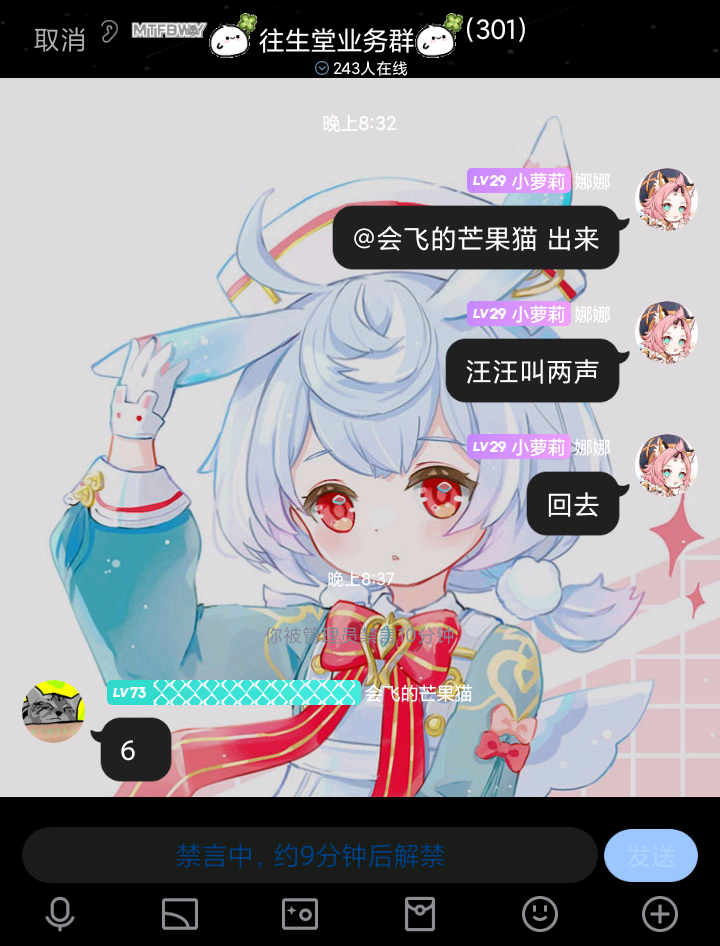 取消
MTFBWY
往生堂业务群(301)
243人在线
晚上8:32
LV29 小萝莉 娜娜
@会飞的芒果猫 出来
LV29 小萝莉 娜娜
汪汪叫两声
LV29 小萝莉 娜娜
回去
晚上8:37
你被管理员禁言10分钟
LV73 会飞的芒果猫
6
禁言中，约9分钟后解禁
发送